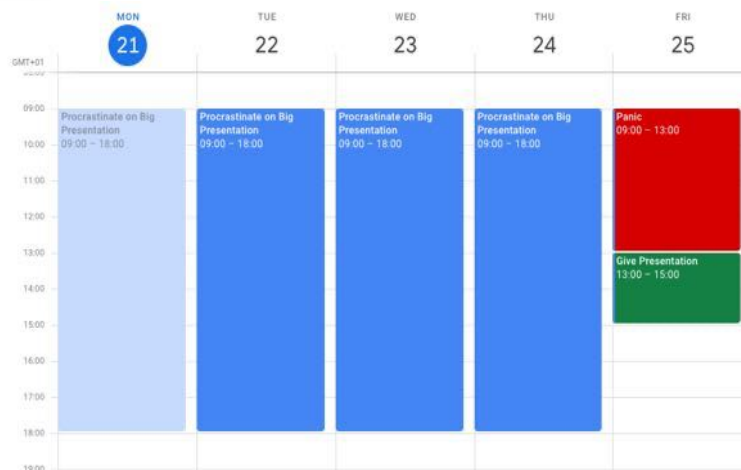 MON
TUE
WED
THU
FRI
21
22
23
24
25
GMT+01
09:00
10:00
11:00
12:00
13:00
14:00
15:00
16:00
17:00
18:00
19:00
Procrastinate on Big
Presentation
09:00 – 18:00
Procrastinate on Big
Presentation
09:00 – 18:00
Procrastinate on Big
Presentation
09:00 – 18:00
Procrastinate on Big
Presentation
09:00 – 18:00
Panic
09:00 – 13:00
Give Presentation
13:00 – 15:00